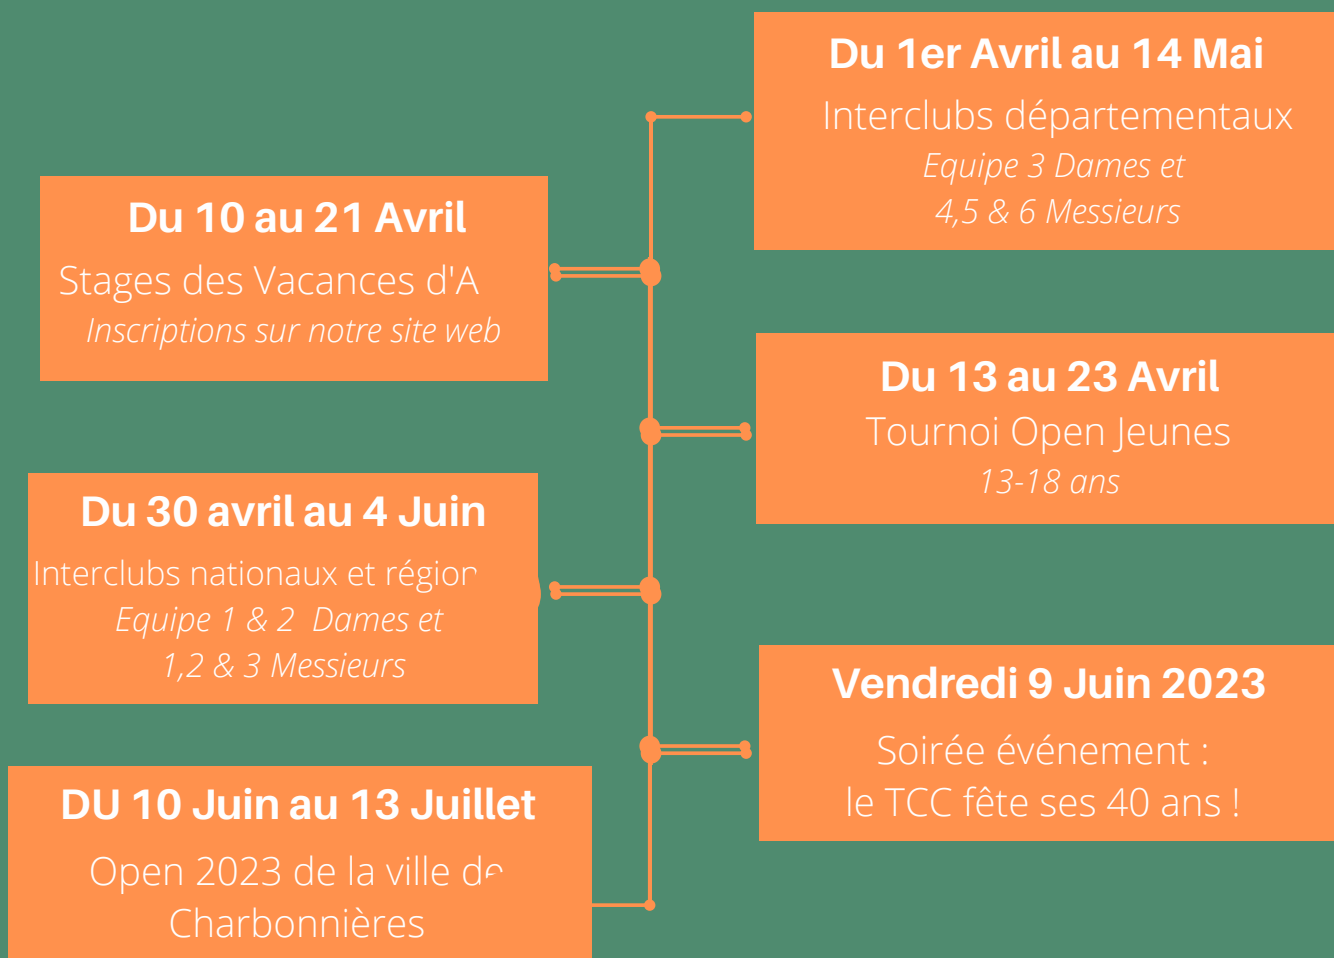 Du 1er Avril au 14 Mai
Interclubs départementaux
Equipe 3 Dames et
4,5 & 6 Messieurs
Du 10 au 21 Avril
Stages des Vacances d'A
Inscriptions sur notre site web
Du 13 au 23 Avril
Tournoi Open Jeunes
13-18 ans
Du 30 avril au 4 Juin
Interclubs nationaux et région
Equipe 1 & 2 Dames et
1,2 & 3 Messieurs
Vendredi 9 Juin 2023
Soirée événement :
le TCC fête ses 40 ans !
DU 10 Juin au 13 Juillet
Open 2023 de la ville de
Charbonnières